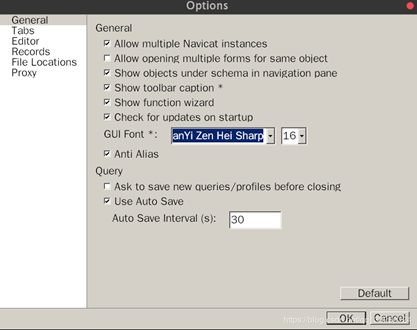 Options
General
Tabs
Editor
Records
File Locations
Proxy
General
Allow multiple Navicat instances
Allow opening multiple forms for same object
Show objects under schema in navigation pane
Show toolbar caption *
Show function wizard
Check for updates on startup
GUI Font *: anYi Zen Hei Sharp 16
Anti Alias
Query
Ask to save new queries/profiles before closing
Use Auto Save
Auto Save Interval (s): 30
Default
OK Cancel